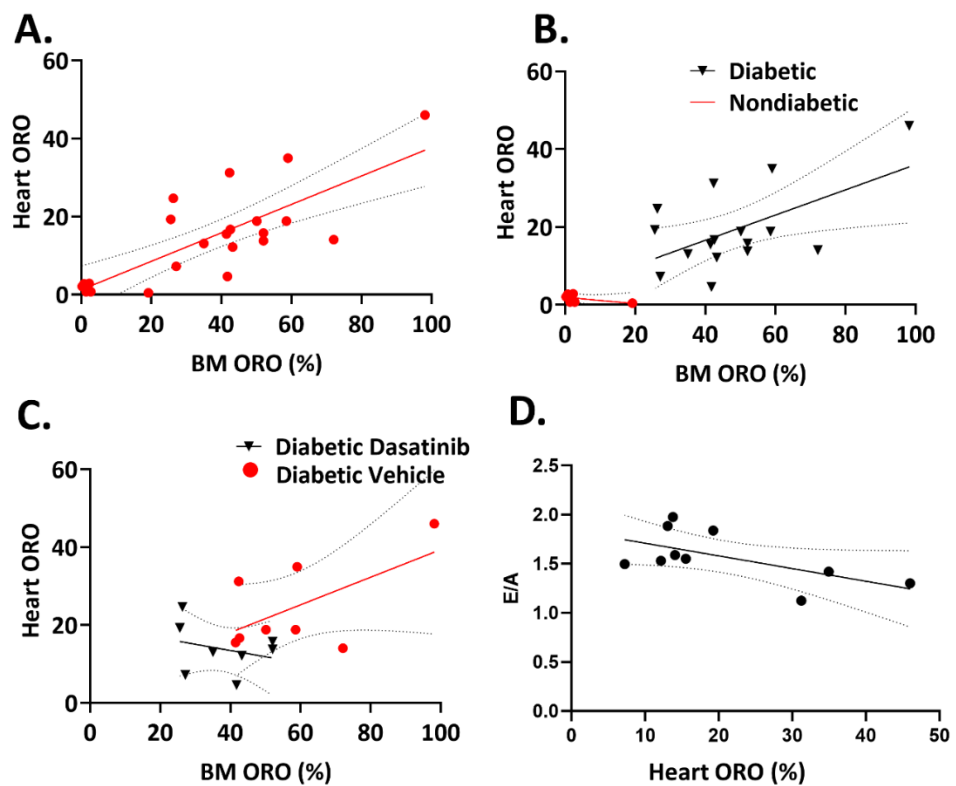 A.
60
40
20
0
Heart ORO
0 20 40 60 80 100
BM ORO (%)
B.
Diabetic
Nondiabetic
60
40
20
0
Heart ORO
0 20 40 60 80 100
BM ORO (%)
C.
Diabetic Dasatinib
Diabetic Vehicle
60
40
20
0
Heart ORO
0 20 40 60 80 100
BM ORO (%)
D.
2.5
2.0
1.5
1.0
0.5
0.0
E/A
0 10 20 30 40 50
Heart ORO (%)